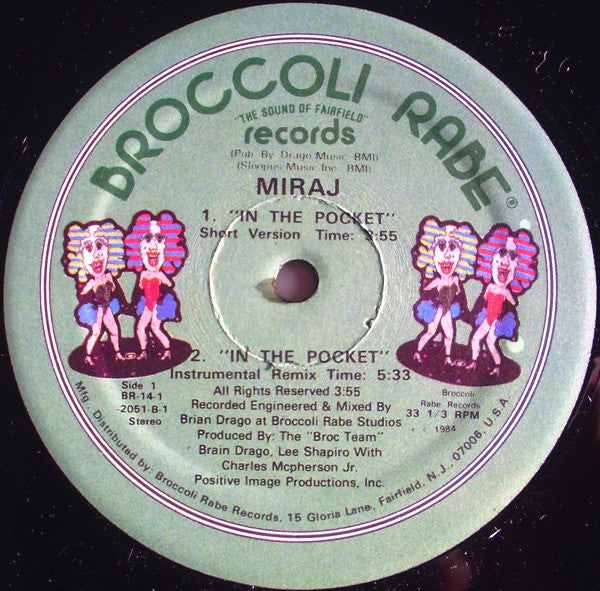 BROCCOLI RABE®
"THE SOUND OF FAIRFIELD"
records
(Pub By Drago Music BMI)
(Sloopus Music Inc. BMI)
MIRAJ
1. "IN THE POCKET"
Short Version Time: 3:55
2. "IN THE POCKET"
Instrumental Remix Time: 5:33
Side 1
BR-14-1
-2051-B-1
Stereo
All Rights Reserved 3:55
Recorded Engineered & Mixed By
Brian Drago at Broccoli Rabe Studios
Produced By: The "Broc Team"
Brain Drago, Lee Shapiro With
Charles Mcpherson Jr.
Positive Image Productions, Inc.
Broccoli
Rabe Records
33 1/3 RPM
1984
Mfg. Distributed by: Broccoli Rabe Records, 15 Gloria Lane, Fairfield, N.J., 07006, U.S.A.